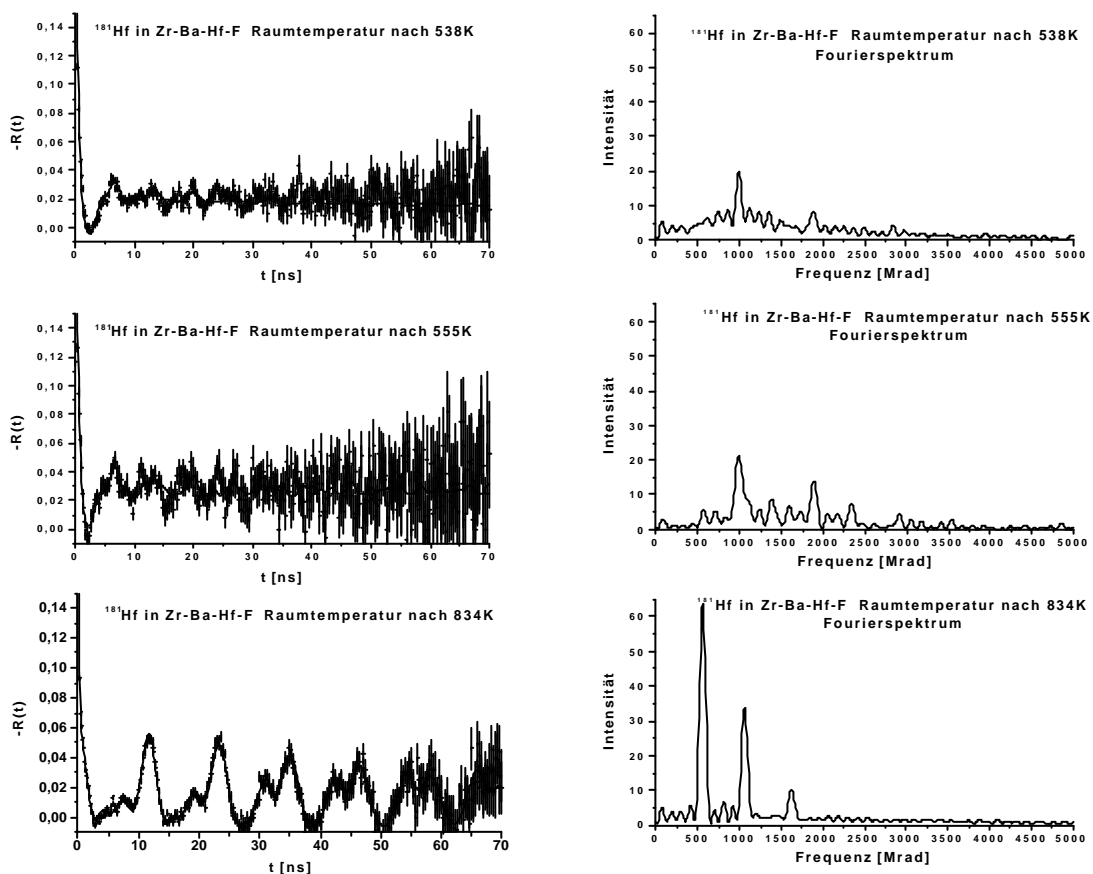 ¹⁸¹Hf in Zr-Ba-Hf-F Raumtemperatur nach 538K
-R(t)
0,14
0,12
0,10
0,08
0,06
0,04
0,02
0,00
0 10 20 30 40 50 60 70
t [ns]
¹⁸¹Hf in Zr-Ba-Hf-F Raumtemperatur nach 538K
Fourierspektrum
Intensität
60
50
40
30
20
10
0
0 500 1000 1500 2000 2500 3000 3500 4000 4500 5000
Frequenz [Mrad]
¹⁸¹Hf in Zr-Ba-Hf-F Raumtemperatur nach 555K
-R(t)
0,14
0,12
0,10
0,08
0,06
0,04
0,02
0,00
0 10 20 30 40 50 60 70
t [ns]
¹⁸¹Hf in Zr-Ba-Hf-F Raumtemperatur nach 555K
Fourierspektrum
Intensität
60
50
40
30
20
10
0
0 500 1000 1500 2000 2500 3000 3500 4000 4500 5000
Frequenz [Mrad]
¹⁸¹Hf in Zr-Ba-Hf-F Raumtemperatur nach 834K
-R(t)
0,14
0,12
0,10
0,08
0,06
0,04
0,02
0,00
0 10 20 30 40 50 60 70
t [ns]
¹⁸¹Hf in Zr-Ba-Hf-F Raumtemperatur nach 834K
Fourierspektrum
Intensität
60
50
40
30
20
10
0
0 500 1000 1500 2000 2500 3000 3500 4000 4500 5000
Frequenz [Mrad]